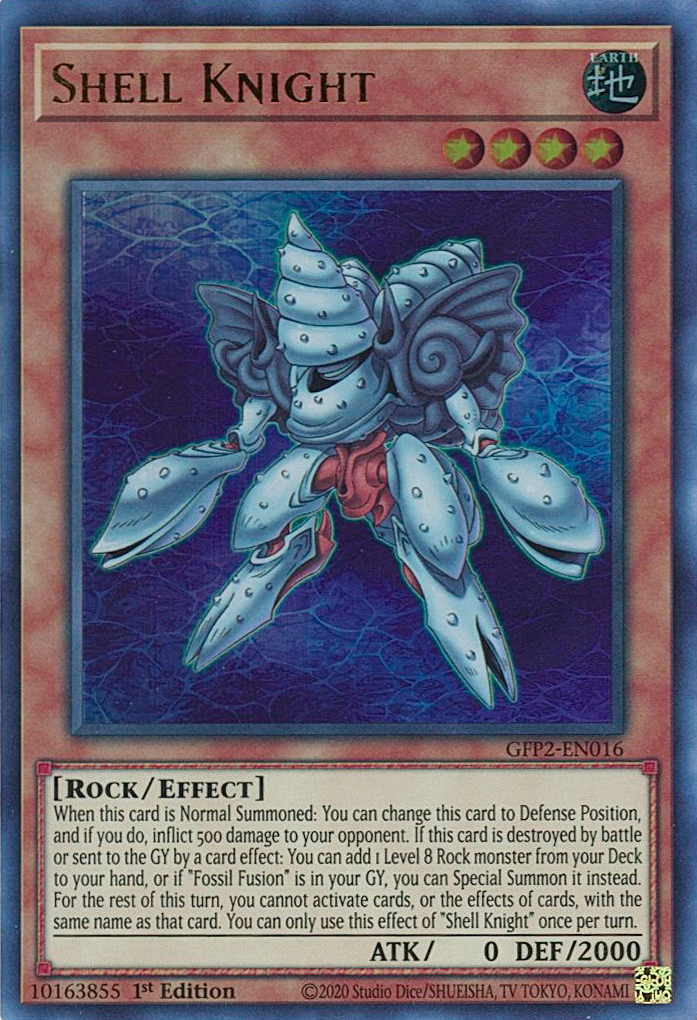 SHELL KNIGHT
EARTH
地
GFP2-EN016
[ROCK/EFFECT]
When this card is Normal Summoned: You can change this card to Defense Position,
and if you do, inflict 500 damage to your opponent. If this card is destroyed by battle
or sent to the GY by a card effect: You can add 1 Level 8 Rock monster from your Deck
to your hand, or if "Fossil Fusion" is in your GY, you can Special Summon it instead.
For the rest of this turn, you cannot activate cards, or the effects of cards, with the
same name as that card. You can only use this effect of "Shell Knight" once per turn.
ATK/ 0 DEF/2000
10163855 1st Edition ©2020 Studio Dice/SHUEISHA, TV TOKYO, KONAMI